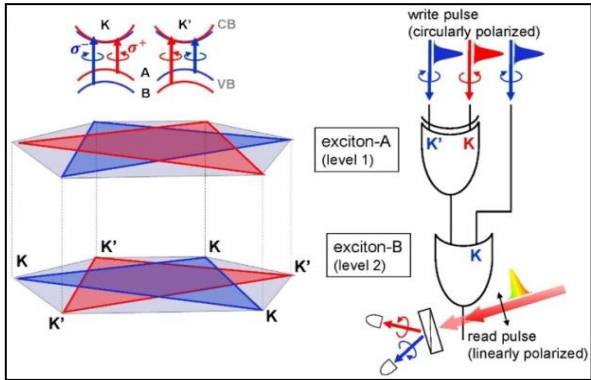 K
K'
CB
σ⁻
σ⁺
A
B
VB
write pulse
(circularly polarized)
exciton-A
(level 1)
K'
K
K'
K
K
K'
exciton-B
(level 2)
K
K'
K
read pulse
(linearly polarized)